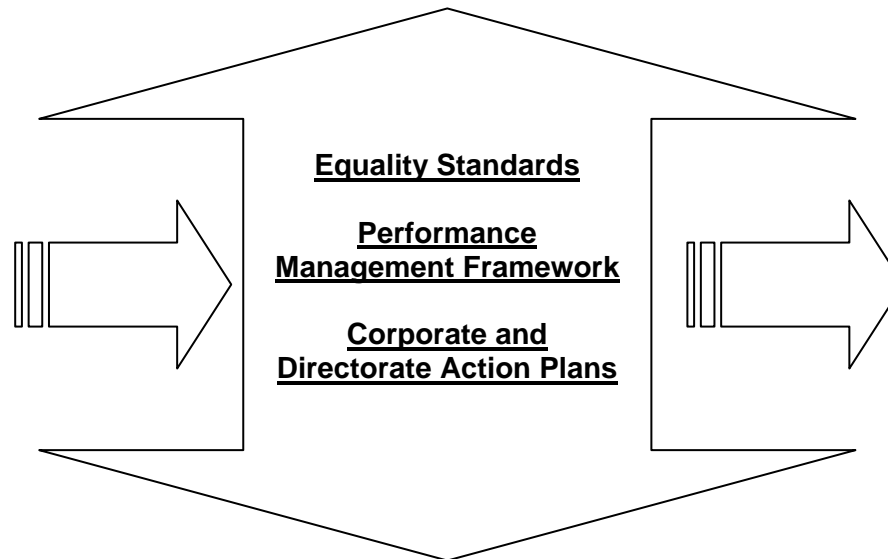 Equality Standards
Performance
Management Framework
Corporate and
Directorate Action Plans